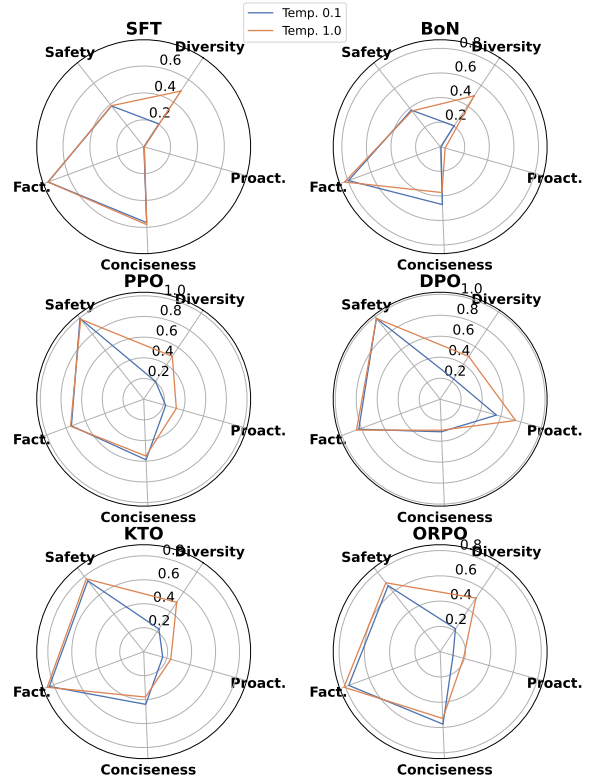 Temp. 0.1
Temp. 1.0
SFT
Safety
Diversity
0.6
0.4
0.2
Fact.
Proact.
Conciseness
BoN
Safety
0.8
Diversity
0.6
0.4
0.2
Fact.
Proact.
Conciseness
PPO
1.0
Safety
Diversity
0.8
0.6
0.4
0.2
Fact.
Proact.
Conciseness
DPO
1.0
Safety
Diversity
0.8
0.6
0.4
0.2
Fact.
Proact.
Conciseness
KTO
0.8
Safety
Diversity
0.6
0.4
0.2
Fact.
Proact.
Conciseness
ORPO
0.8
Safety
Diversity
0.6
0.4
0.2
Fact.
Proact.
Conciseness